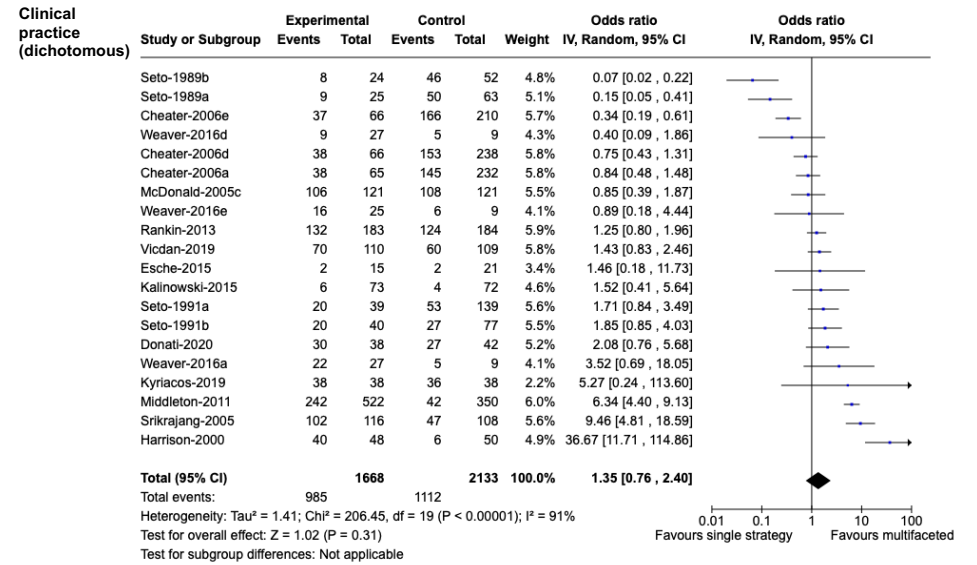 Clinical
practice
(dichotomous)
Experimental Control Odds ratio Odds ratio
Study or Subgroup Events Total Events Total Weight IV, Random, 95% CI IV, Random, 95% CI
Seto-1989b 8 24 46 52 4.8% 0.07 [0.02 , 0.22]
Seto-1989a 9 25 50 63 5.1% 0.15 [0.05 , 0.41]
Cheater-2006e 37 66 166 210 5.7% 0.34 [0.19 , 0.61]
Weaver-2016d 9 27 5 9 4.3% 0.40 [0.09 , 1.86]
Cheater-2006d 38 66 153 238 5.8% 0.75 [0.43 , 1.31]
Cheater-2006a 38 65 145 232 5.8% 0.84 [0.48 , 1.48]
McDonald-2005c 106 121 108 121 5.5% 0.85 [0.39 , 1.87]
Weaver-2016e 16 25 6 9 4.1% 0.89 [0.18 , 4.44]
Rankin-2013 132 183 124 184 5.9% 1.25 [0.80 , 1.96]
Vicdan-2019 70 110 60 109 5.8% 1.43 [0.83 , 2.46]
Esche-2015 2 15 2 21 3.4% 1.46 [0.18 , 11.73]
Kalinowski-2015 6 73 4 72 4.6% 1.52 [0.41 , 5.64]
Seto-1991a 20 39 53 139 5.6% 1.71 [0.84 , 3.49]
Seto-1991b 20 40 27 77 5.5% 1.85 [0.85 , 4.03]
Donati-2020 30 38 27 42 5.1% 2.08 [0.76 , 5.68]
Weaver-2016a 22 27 5 9 4.1% 3.52 [0.69 , 18.05]
Kyriacos-2019 38 38 36 38 2.2% 5.27 [0.24 , 113.60]
Middleton-2011 242 522 42 350 6.0% 6.34 [4.40 , 9.13]
Srikrajang-2005 102 116 47 108 5.6% 9.46 [4.81 , 18.59]
Harrison-2000 40 48 6 50 4.9% 36.67 [11.71 , 114.86]
Total (95% CI) 1668 2133 100.0% 1.35 [0.76 , 2.40]
Total events: 985 1112
Heterogeneity: Tau² = 1.41; Chi² = 206.45, df = 19 (P < 0.00001); I² = 91%
Test for overall effect: Z = 1.02 (P = 0.31)
Test for subgroup differences: Not applicable
0.01 0.1 1 10 100
Favours single strategy Favours multifaceted